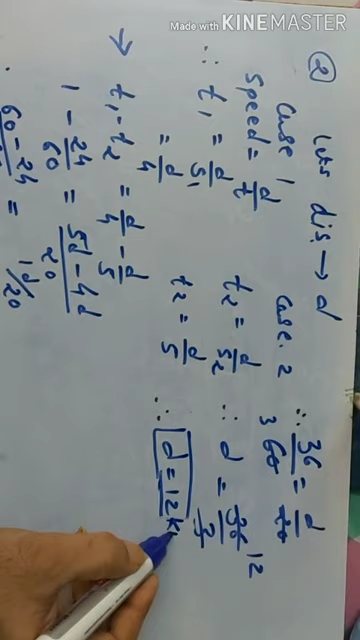 Made with KINEMASTER
② Let's dis. → d
Case 1
Speed = d/t
∴ t₁ = d/s₁
= d/4
→ t₁ - t₂ = d/4 - d/5
1 - 24/60 = 5d - 4d/20
60 - 24 = 1d/20
Case. 2
t₂ = d/s₂
t₂ = d/5
∴ 36/60 = d/20
3
∴ d = 36/3 12
∴ d = 12 k